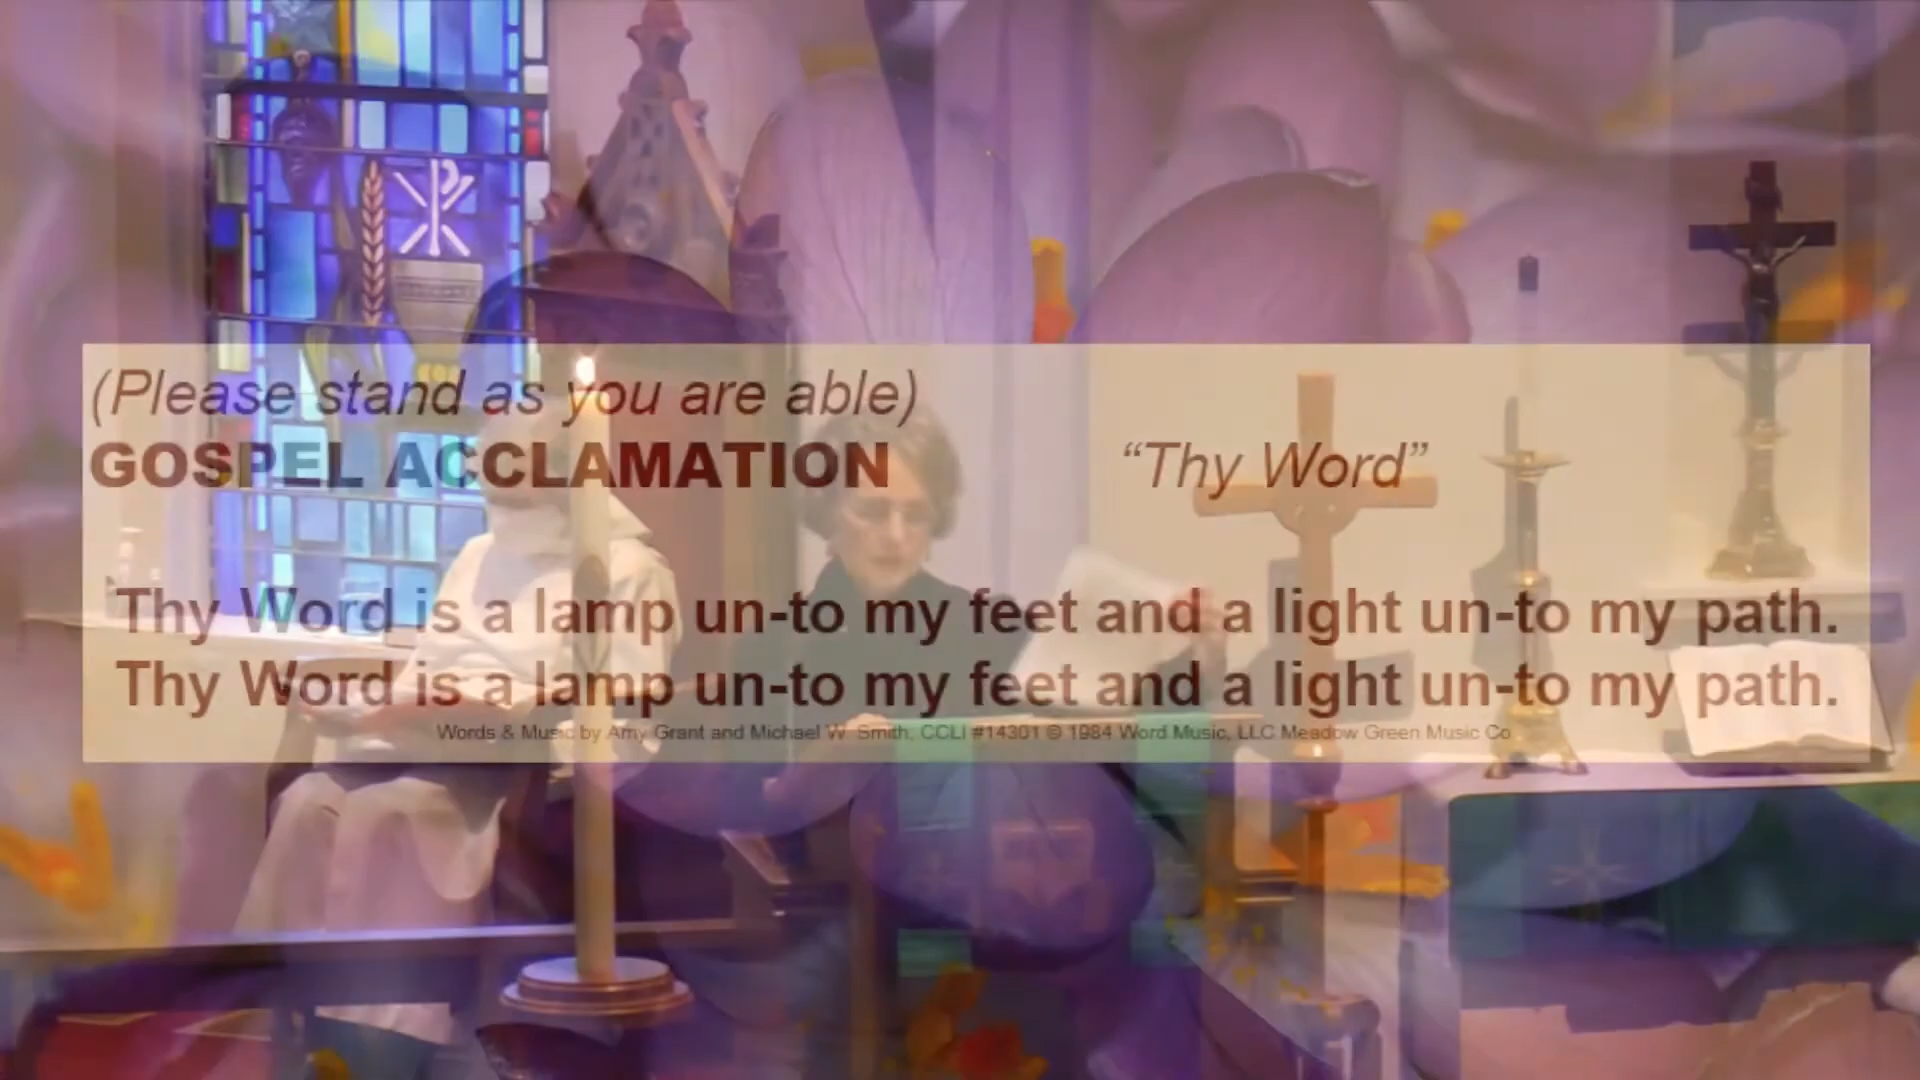 (Please stand as you are able)
GOSPEL ACCLAMATION “Thy Word”
Thy Word is a lamp un-to my feet and a light un-to my path.
Thy Word is a lamp un-to my feet and a light un-to my path.
Words & Music by Amy Grant and Michael W. Smith, CCLI #14301 © 1984 Word Music, LLC Meadow Green Music Co